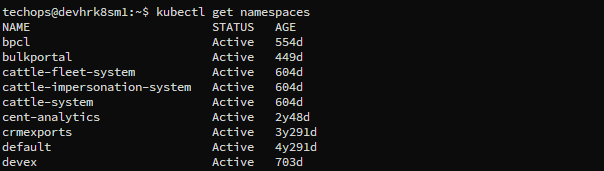 techops@devhrk8sm1:~$ kubectl get namespaces
NAME STATUS AGE
bpcl Active 554d
bulkportal Active 449d
cattle-fleet-system Active 604d
cattle-impersonation-system Active 604d
cattle-system Active 604d
cent-analytics Active 2y48d
crmexports Active 3y291d
default Active 4y291d
devex Active 703d